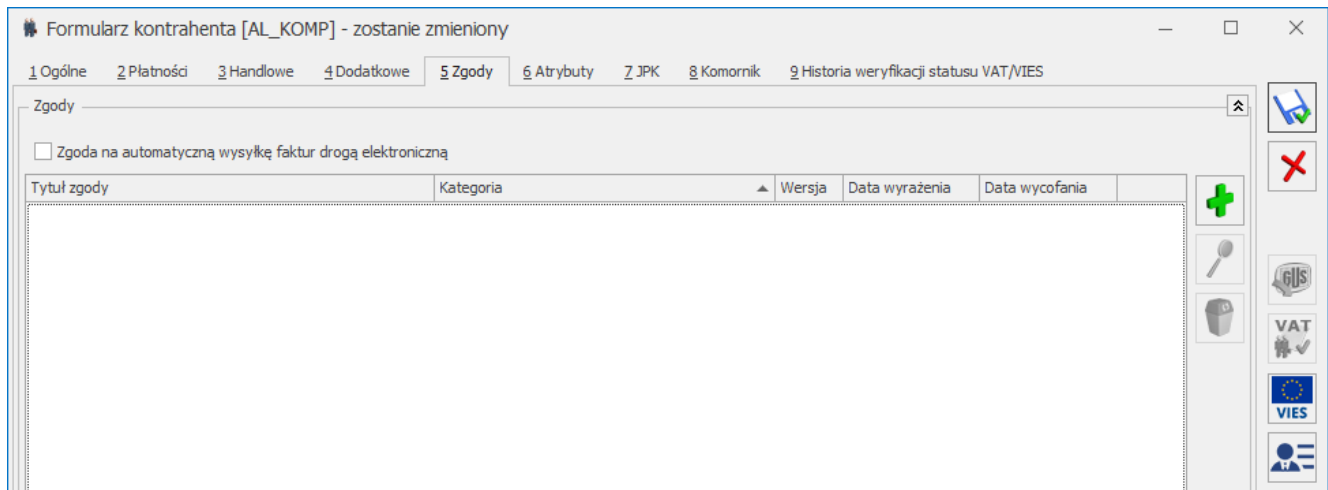 Formularz kontrahenta [AL_KOMP] - zostanie zmieniony
1 Ogólne 2 Płatności 3 Handlowe 4 Dodatkowe 5 Zgody 6 Atrybuty 7 JPK 8 Komornik 9 Historia weryfikacji statusu VAT/VIES
Zgody
Zgoda na automatyczną wysyłkę faktur drogą elektroniczną
Tytuł zgody Kategoria Wersja Data wyrażenia Data wycofania
GUS
VAT
VIES